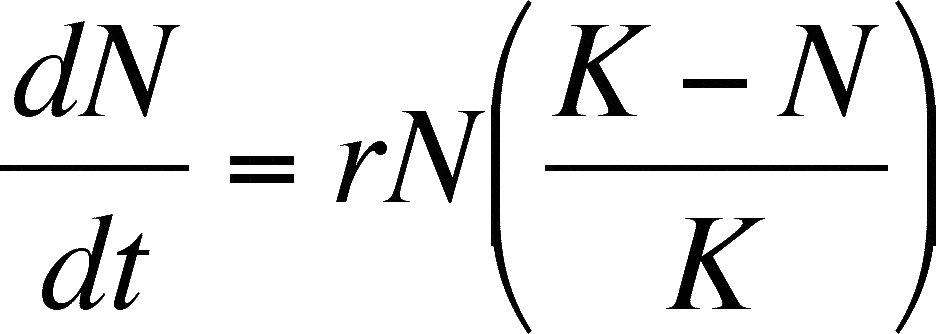 dN/dt = rN((K − N)/K)